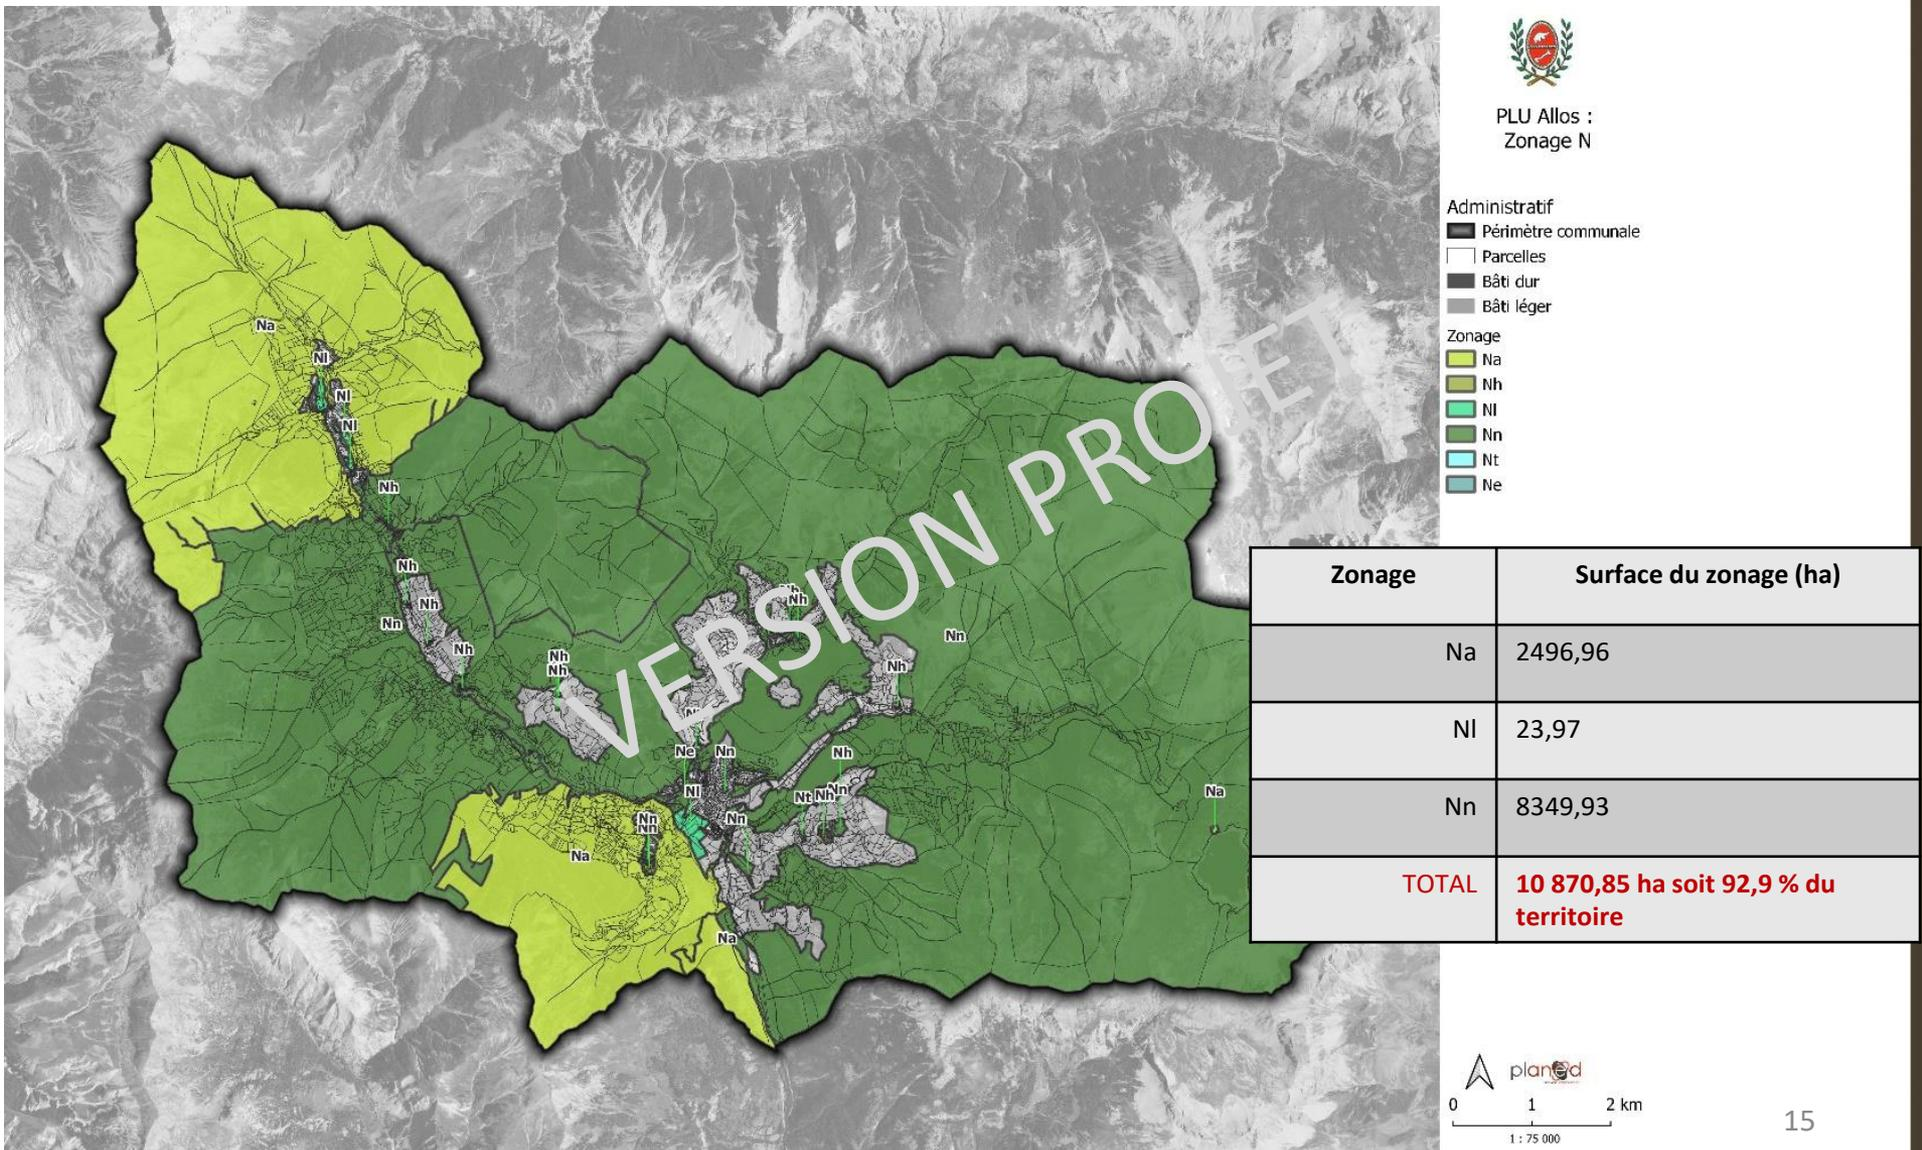 PLU Allos :
Zonage N
Administratif
Périmètre communale
Parcelles
Bâti dur
Bâti léger
Zonage
Na
Nh
Nl
Nn
Nt
Ne
Na
Nl
Nl
Nl
Nh
Nh
Nh
Nn
Nh
Nh
Nh
Nh
Nn
Nh
Ne
Nn
Nh
Nl
Nt
Nh
Nn
Na
Nn
Nn
Nn
Na
Na
VERSION PROJET
Zonage Surface du zonage (ha)
Na 2496,96
Nl 23,97
Nn 8349,93
TOTAL 10 870,85 ha soit 92,9 % du
territoire
planed
0 1 2 km
1 : 75 000
15